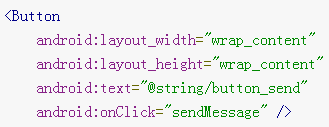 <Button
android:layout_width="wrap_content"
android:layout_height="wrap_content"
android:text="@string/button_send"
android:onClick="sendMessage" />